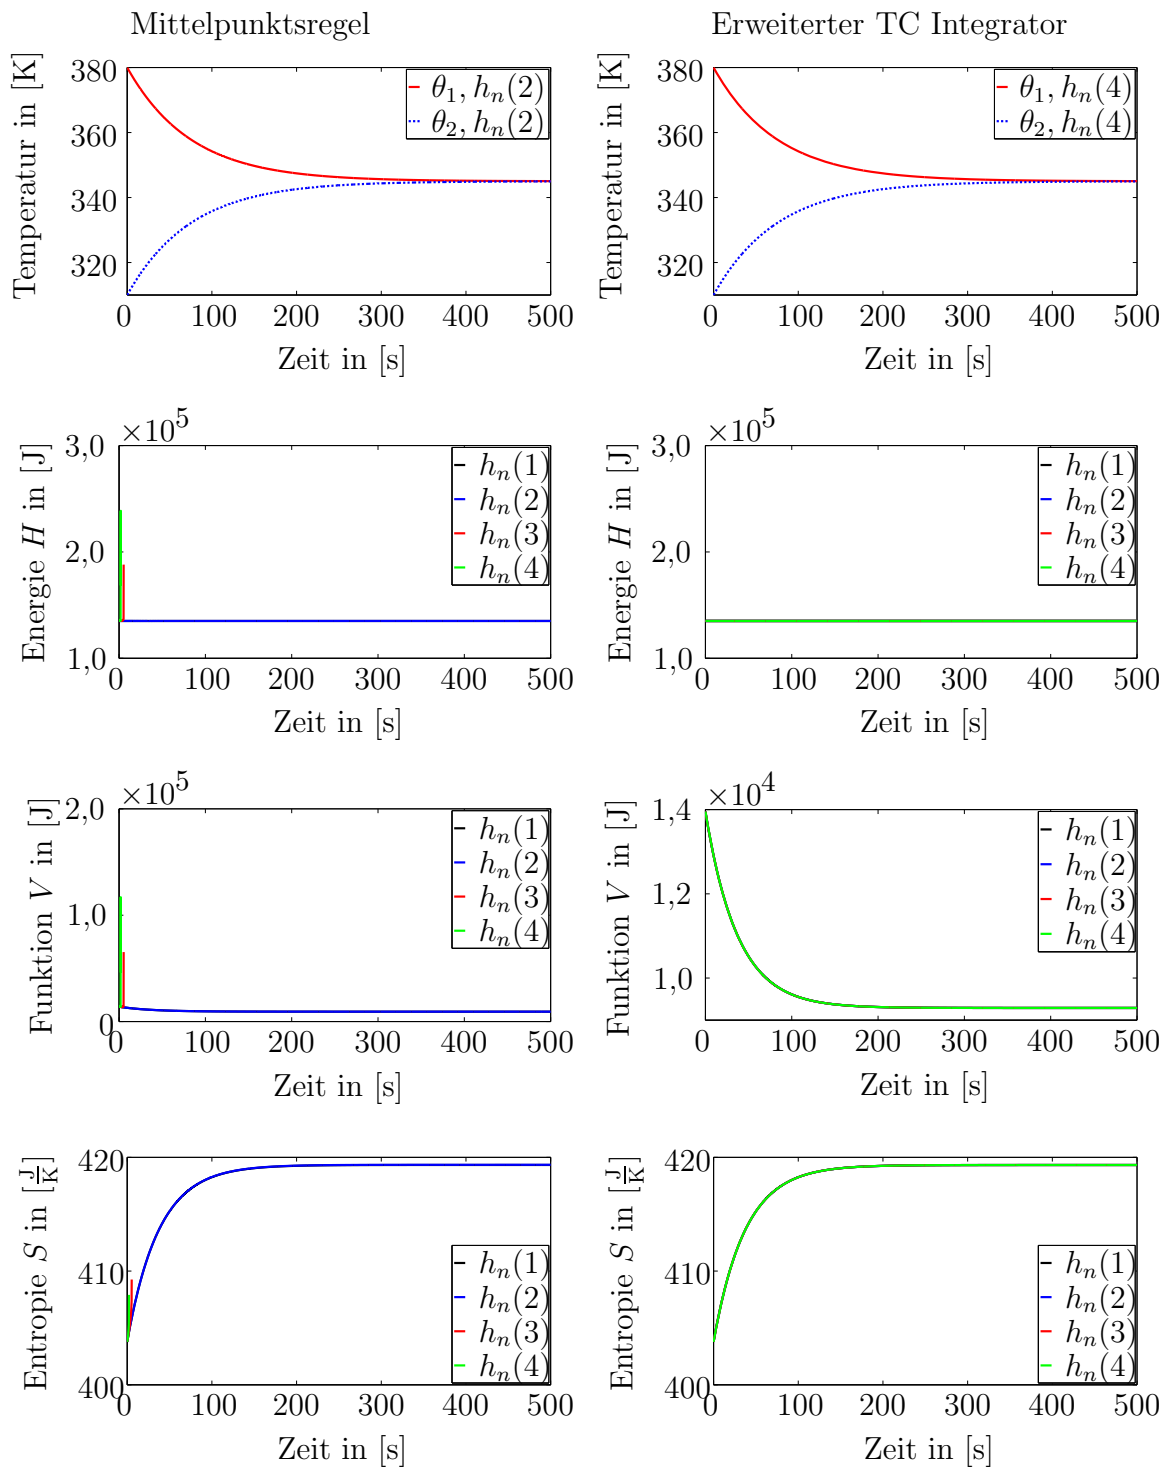 Mittelpunktsregel
Erweiterter TC Integrator
Temperatur in [K]
380
360
340
320
0 100 200 300 400 500
Zeit in [s]
θ₁, hₙ(2)
θ₂, hₙ(2)
Temperatur in [K]
380
360
340
320
0 100 200 300 400 500
Zeit in [s]
θ₁, hₙ(4)
θ₂, hₙ(4)
Energie H in [J]
×10⁵
3,0
2,0
1,0
0 100 200 300 400 500
Zeit in [s]
hₙ(1)
hₙ(2)
hₙ(3)
hₙ(4)
Energie H in [J]
×10⁵
3,0
2,0
1,0
0 100 200 300 400 500
Zeit in [s]
hₙ(1)
hₙ(2)
hₙ(3)
hₙ(4)
Funktion V in [J]
×10⁵
2,0
1,0
0
0 100 200 300 400 500
Zeit in [s]
hₙ(1)
hₙ(2)
hₙ(3)
hₙ(4)
Funktion V in [J]
×10⁴
1,4
1,2
1,0
0 100 200 300 400 500
Zeit in [s]
hₙ(1)
hₙ(2)
hₙ(3)
hₙ(4)
Entropie S in [J/K]
420
410
400
0 100 200 300 400 500
Zeit in [s]
hₙ(1)
hₙ(2)
hₙ(3)
hₙ(4)
Entropie S in [J/K]
420
410
400
0 100 200 300 400 500
Zeit in [s]
hₙ(1)
hₙ(2)
hₙ(3)
hₙ(4)